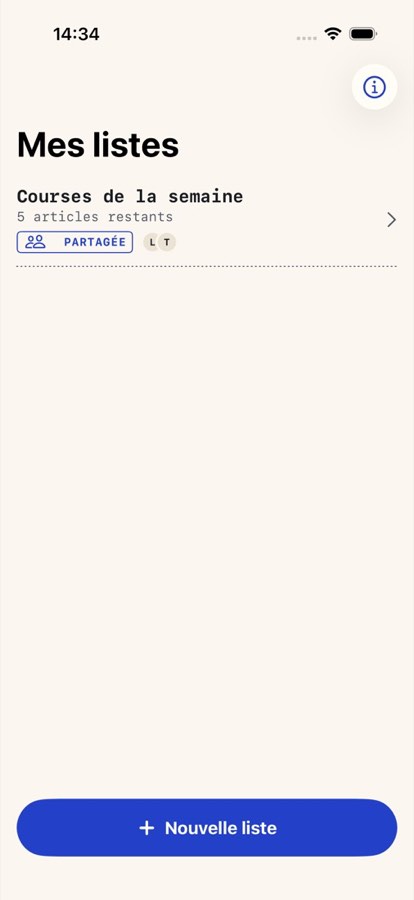 14:34
Mes listes
Courses de la semaine
5 articles restants
PARTAGÉE L T
Nouvelle liste